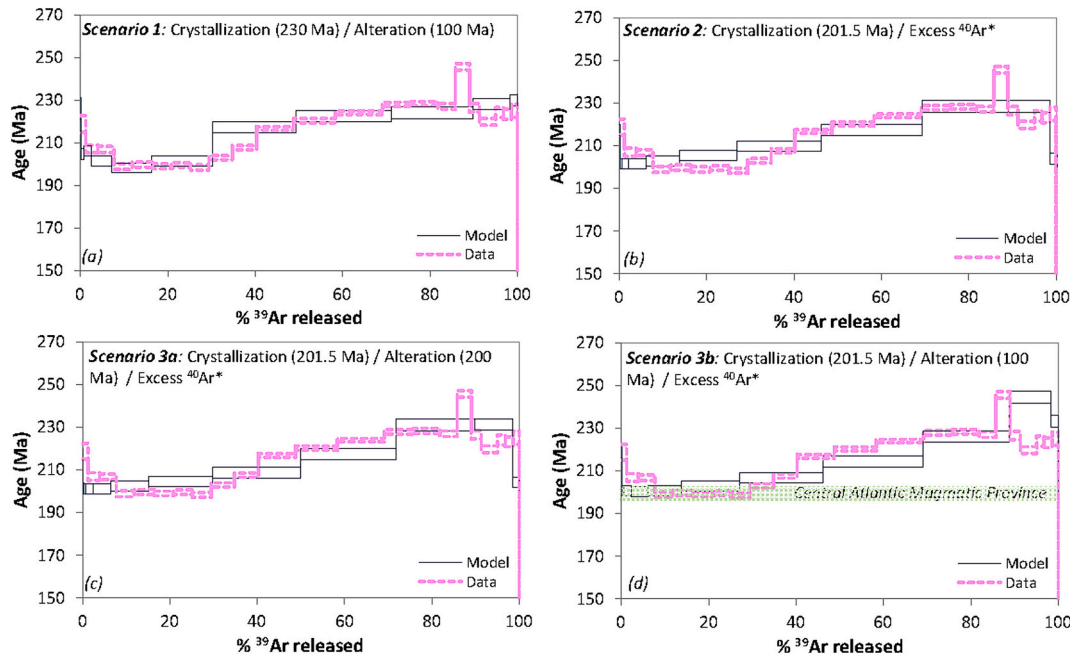 Scenario 1: Crystallization (230 Ma) / Alteration (100 Ma)
270
250
230
210
190
170
150
Age (Ma)
Model
Data
(a)
0 20 40 60 80 100
% ³⁹Ar released
Scenario 2: Crystallization (201.5 Ma) / Excess ⁴⁰Ar*
270
250
230
210
190
170
150
Age (Ma)
Model
Data
(b)
0 20 40 60 80 100
% ³⁹Ar released
Scenario 3a: Crystallization (201.5 Ma) / Alteration (200
Ma) / Excess ⁴⁰Ar*
270
250
230
210
190
170
150
Age (Ma)
Model
Data
(c)
0 20 40 60 80 100
% ³⁹Ar released
Scenario 3b: Crystallization (201.5 Ma) / Alteration (100
Ma) / Excess ⁴⁰Ar*
270
250
230
210
190
170
150
Age (Ma)
Central Atlantic Magmatic Province
Model
Data
(d)
0 20 40 60 80 100
% ³⁹Ar released